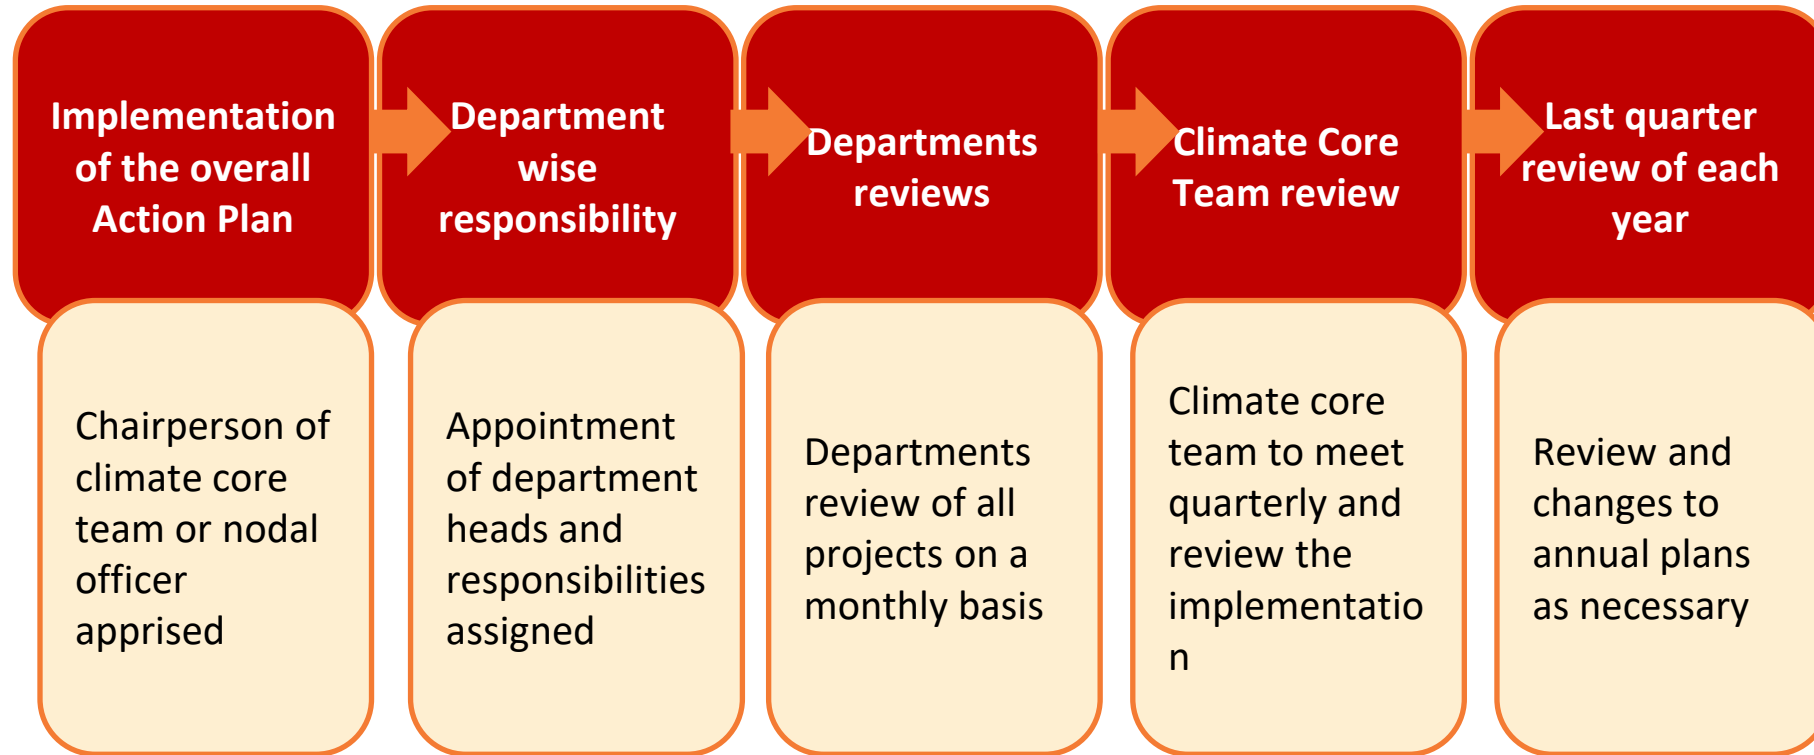 Implementation
of the overall
Action Plan
Department
wise
responsibility
Departments
reviews
Climate Core
Team review
Last quarter
review of each
year
Chairperson of
climate core
team or nodal
officer
apprised
Appointment
of department
heads and
responsibilities
assigned
Departments
review of all
projects on a
monthly basis
Climate core
team to meet
quarterly and
review the
implementatio
n
Review and
changes to
annual plans
as necessary